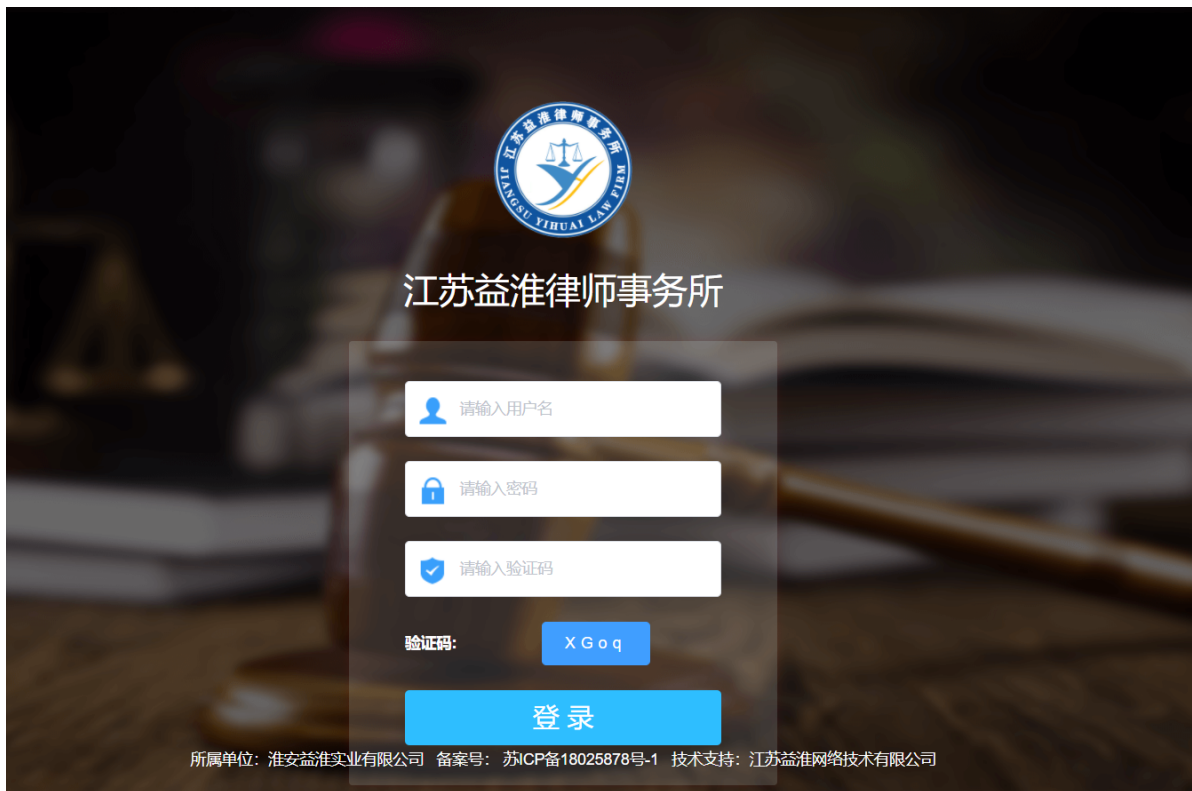 江苏益淮律师事务所
JIANGSU YIHUAI LAW FIRM
江苏益淮律师事务所
请输入用户名
请输入密码
请输入验证码
验证码: XGoq
登录
所属单位：淮安益淮实业有限公司 备案号： 苏ICP备18025878号-1 技术支持：江苏益淮网络技术有限公司